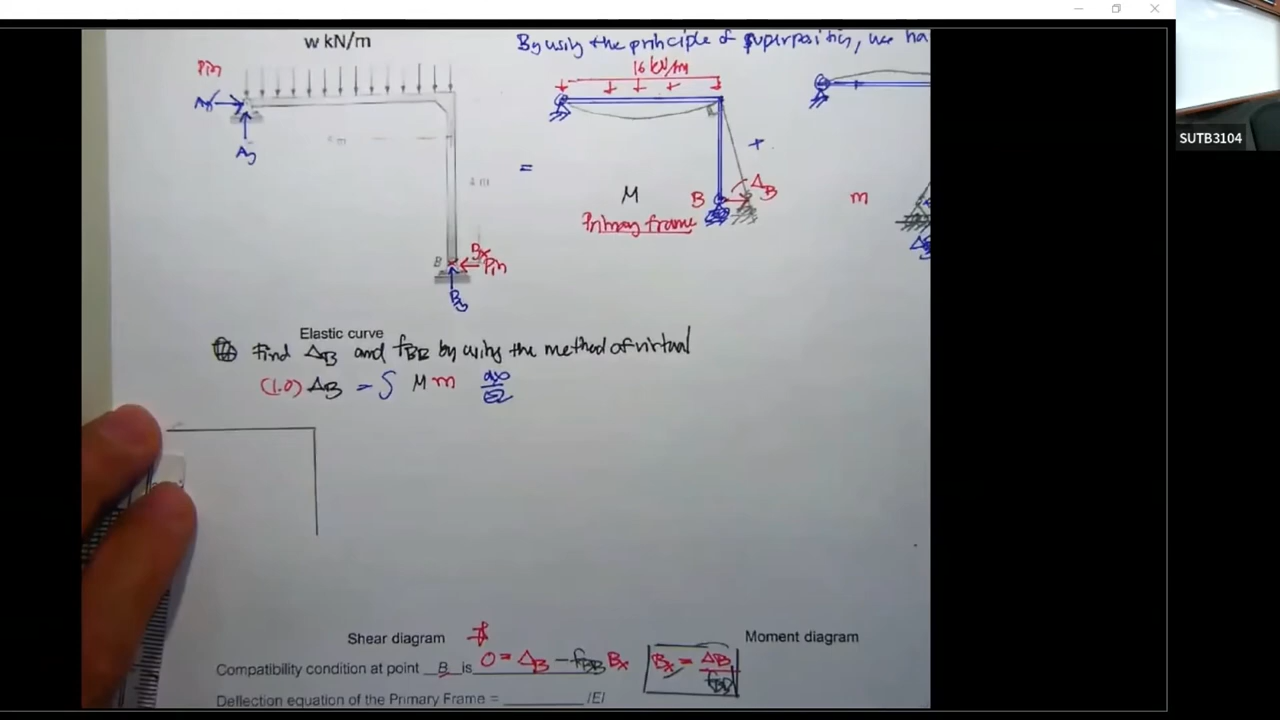 w kN/m
By using the principle of superposition, we ha
Pin
16 kN/m
Ax
Ay
=
+
4 m
M
B
ΔB
m
Primary frame
Bx
B
Pin
By
Elastic curve
Find ΔB and fBB by using the method of virtual
(1.0) ΔB = ∫ M m dx/EI
Shear diagram
Moment diagram
Compatibility condition at point B is 0 = ΔB - fBB Bx
Bx = ΔB/fBB
Deflection equation of the Primary Frame = ________ /EI
SUTB3104